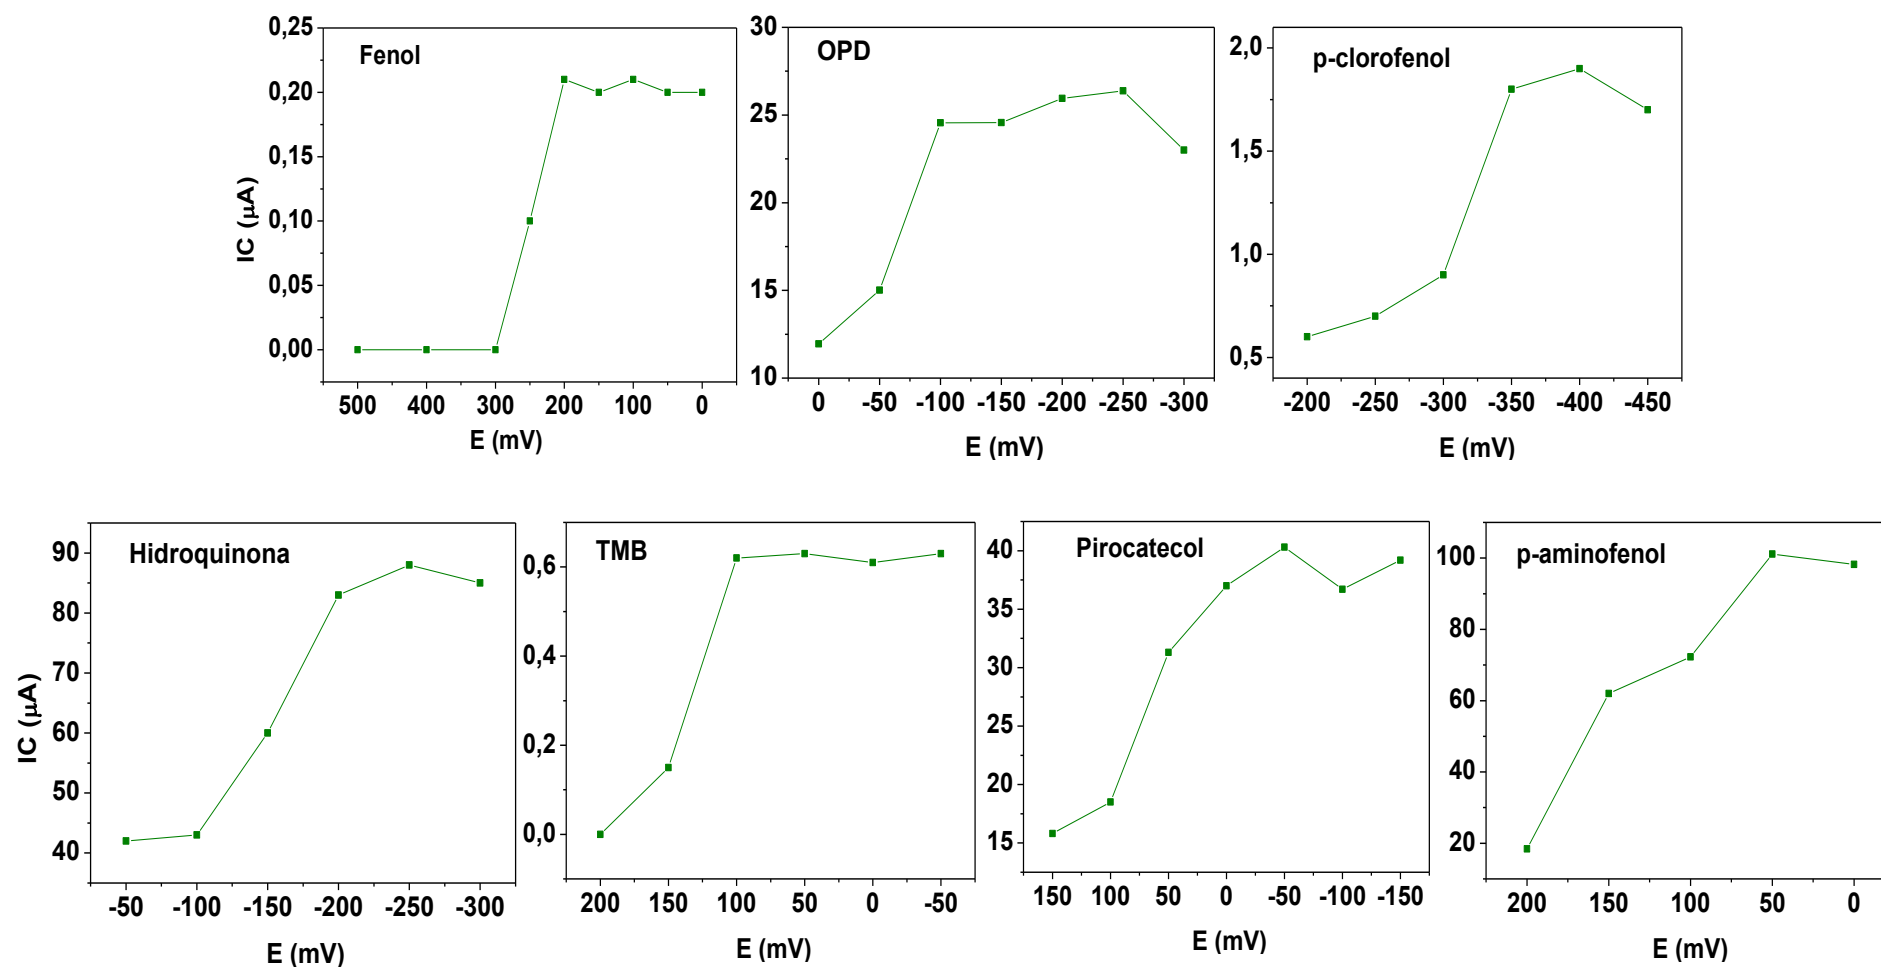 Fenol
IC (μA)
0,25
0,20
0,15
0,10
0,05
0,00
500 400 300 200 100 0
E (mV)
OPD
30
25
20
15
10
0 -50 -100 -150 -200 -250 -300
E (mV)
p-clorofenol
2,0
1,5
1,0
0,5
-200 -250 -300 -350 -400 -450
E (mV)
Hidroquinona
IC (μA)
90
80
70
60
50
40
-50 -100 -150 -200 -250 -300
E (mV)
TMB
0,6
0,4
0,2
0,0
200 150 100 50 0 -50
E (mV)
Pirocatecol
40
35
30
25
20
15
150 100 50 0 -50 -100 -150
E (mV)
p-aminofenol
100
80
60
40
20
200 150 100 50 0
E (mV)